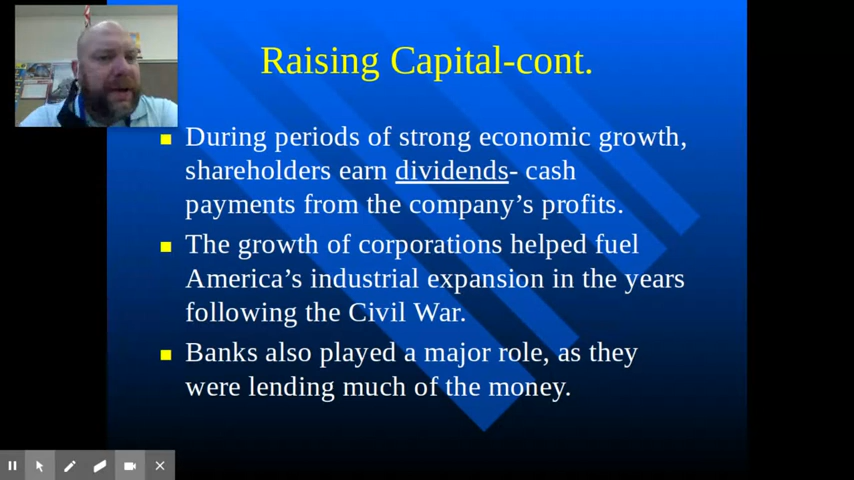 Raising Capital-cont.
During periods of strong economic growth,
shareholders earn dividends- cash
payments from the company’s profits.
The growth of corporations helped fuel
America’s industrial expansion in the years
following the Civil War.
Banks also played a major role, as they
were lending much of the money.